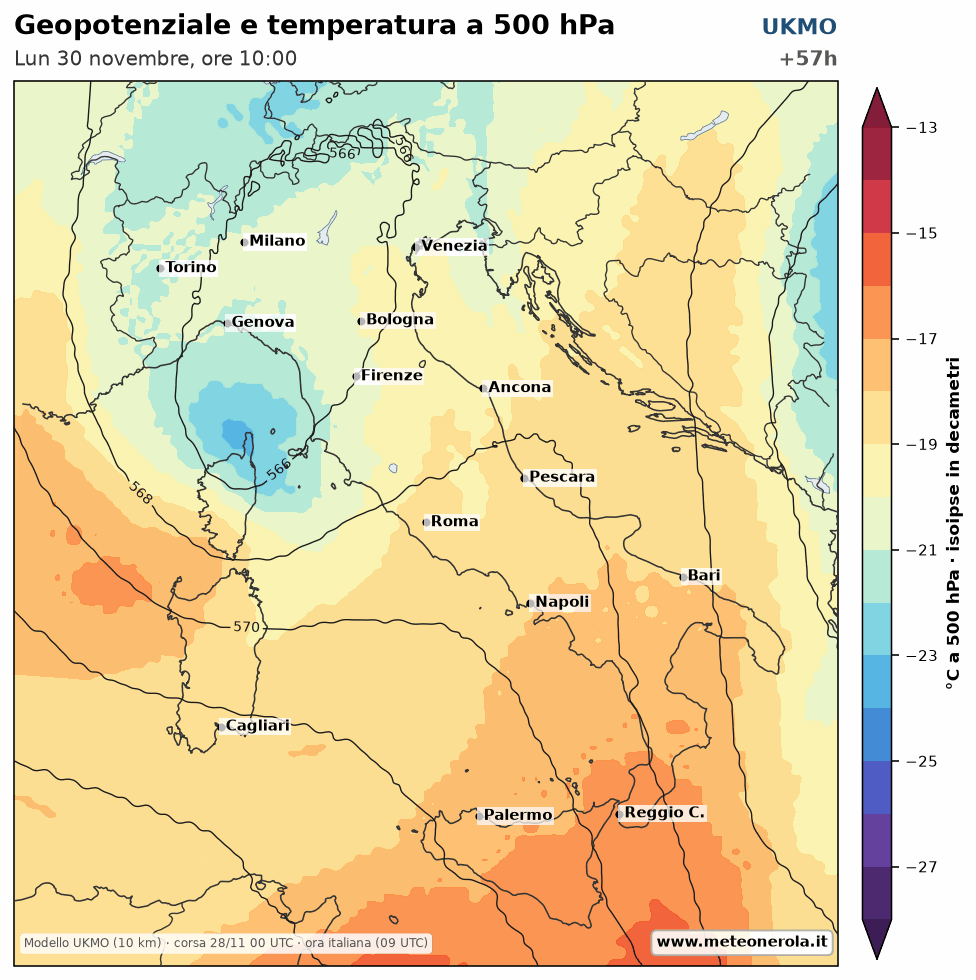 Geopotenziale e temperatura a 500 hPa
UKMO
Lun 30 novembre, ore 10:00
+57h
566
Milano
Venezia
Torino
Genova
Bologna
Firenze
Ancona
566
568
Pescara
Roma
Bari
Napoli
570
Cagliari
Palermo
Reggio C.
Modello UKMO (10 km) · corsa 28/11 00 UTC · ora italiana (09 UTC)
www.meteonerola.it
−13
−15
−17
−19
−21
−23
−25
−27
°C a 500 hPa · isoipse in decametri